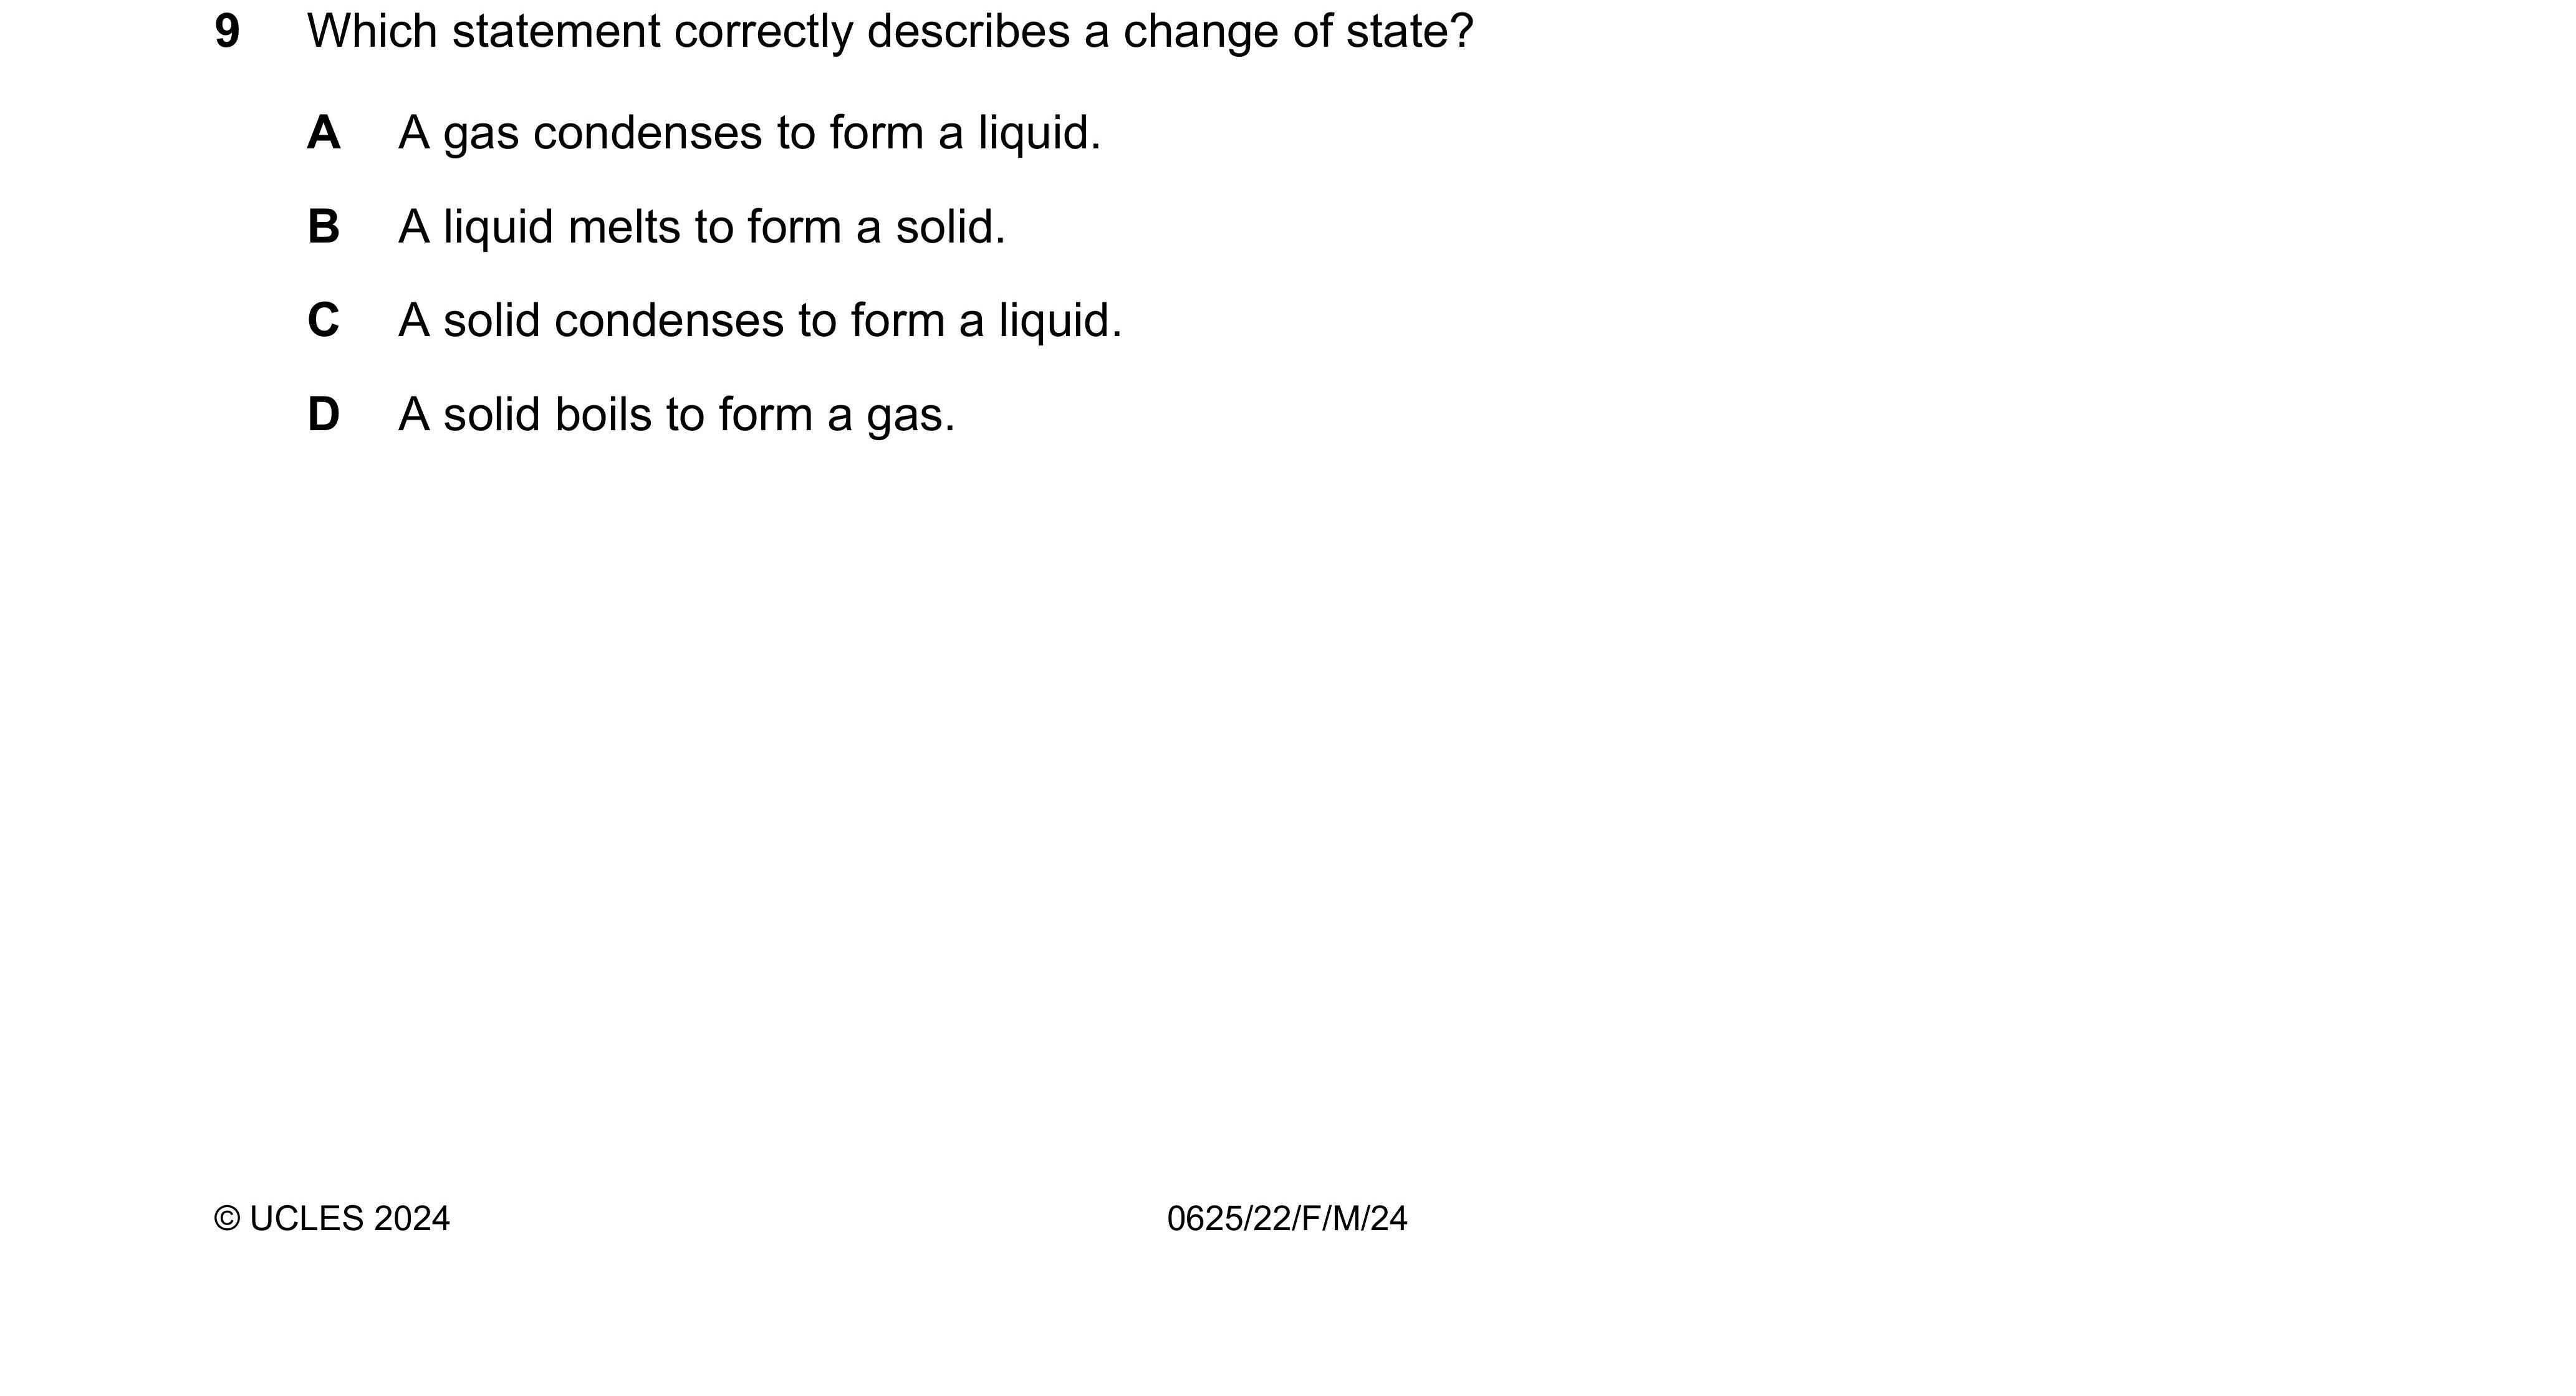 9 Which statement correctly describes a change of state?
A A gas condenses to form a liquid.
B A liquid melts to form a solid.
C A solid condenses to form a liquid.
D A solid boils to form a gas.
© UCLES 2024 0625/22/F/M/24